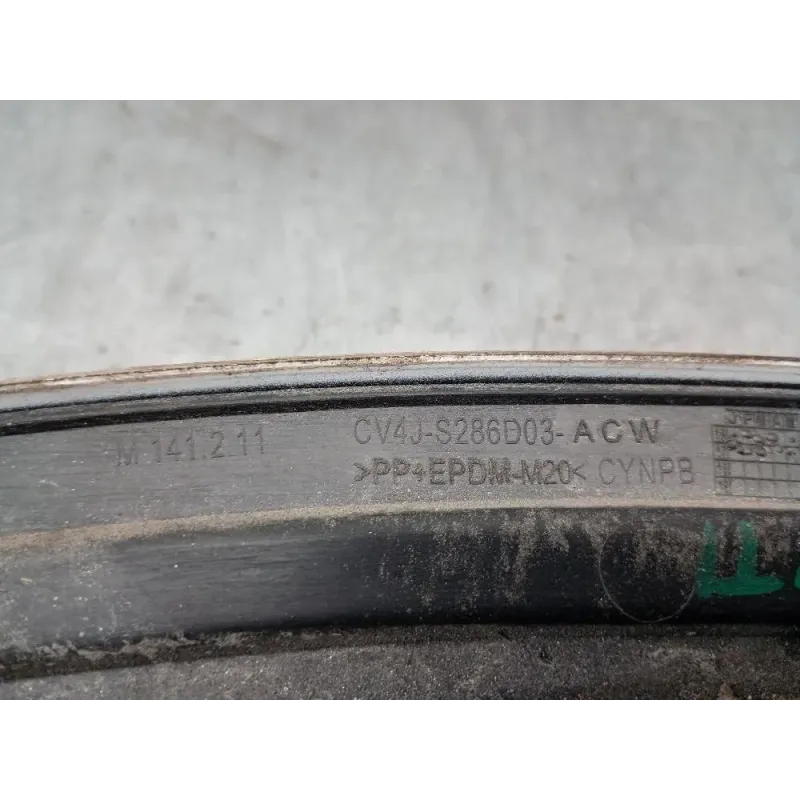 M 141.2.11
CV4J-S286D03-ACW
>PP+EPDM-M20< CYNPB